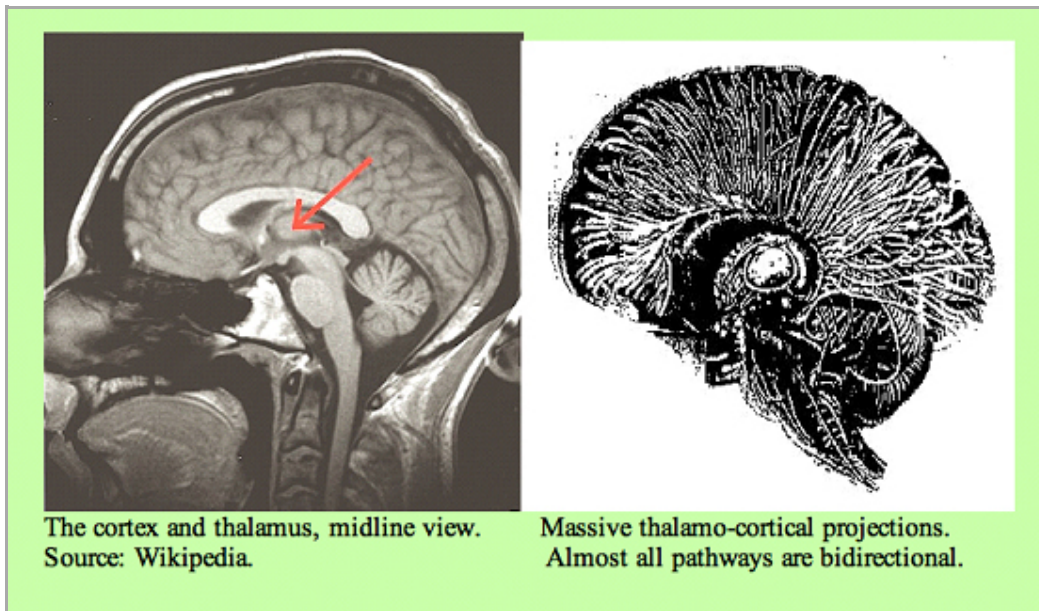 The cortex and thalamus, midline view.
Source: Wikipedia.
Massive thalamo-cortical projections.
Almost all pathways are bidirectional.